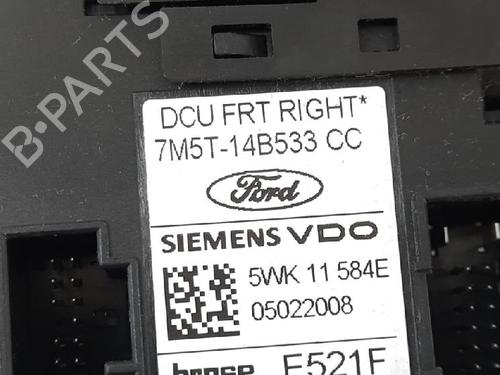 B-PARTS
DCU FRT RIGHT*
7M5T-14B533 CC
Ford
SIEMENS VDO
5WK 11 584E
05022008
brose E521F